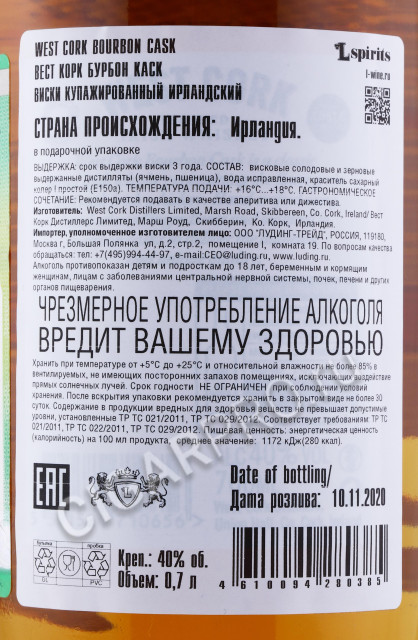 WEST CORK BOURBON CASK
ВЕСТ КОРК БУРБОН КАСК
ВИСКИ КУПАЖИРОВАННЫЙ ИРЛАНДСКИЙ
Lspirits
l-wine.ru
СТРАНА ПРОИСХОЖДЕНИЯ: Ирландия.
в подарочной упаковке
ВЫДЕРЖКА: срок выдержки виски 3 года. СОСТАВ: висковые солодовые и зерновые
выдержанные дистилляты (ячмень, пшеница), вода исправленная, краситель сахарный
колер I простой (Е150а). ТЕМПЕРАТУРА ПОДАЧИ: +16°С...+18°С. ГАСТРОНОМИЧЕСКОЕ
СОЧЕТАНИЕ: Рекомендуется подавать в качестве аперитива или дижестива.
Изготовитель: West Cork Distillers Limited, Marsh Road, Skibbereen, Co. Cork, Ireland/ Вест
Корк Дистиллерс Лимитед, Марш Роуд, Скибберин, Ко. Корк, Ирландия.
Импортер, уполномоченное изготовителем лицо: ООО "ЛУДИНГ-ТРЕЙД", РОССИЯ, 119180,
Москва г, Большая Полянка ул, д.2, стр.2, помещение I, комната 19. По вопросам качества
обращаться: тел. +7(495)994-44-97, e-mail:CEO@luding.ru, www.luding.ru.
Алкоголь противопоказан детям и подросткам до 18 лет, беременным и кормящим
женщинам, лицам с заболеваниями центральной нервной системы, почек, печени и других
органов пищеварения.
ЧРЕЗМЕРНОЕ УПОТРЕБЛЕНИЕ АЛКОГОЛЯ
ВРЕДИТ ВАШЕМУ ЗДОРОВЬЮ
Хранить при температуре от +5°С до +25°С и относительной влажности не более 85% в
вентилируемых, не имеющих посторонних запахов помещениях, исключающих воздействие
прямых солнечных лучей. Срок годности НЕ ОГРАНИЧЕН при соблюдении условий
хранения. После вскрытия упаковки рекомендуется хранить в закрытом виде не более 30
суток. Содержание в продукции вредных для здоровья веществ не превышает допустимые
уровни, установленные ТР ТС 021/2011, ТР ТС 029/2012. Соответствует требованиям: ТР ТС
021/2011, ТР ТС 022/2011, ТР ТС 029/2012. Пищевая ценность: энергетическая ценность
(калорийность) на 100 мл продукта, среднее значение: 1172 кДж(280 ккал).
EAC
Date of bottling/
Дата розлива: 10.11.2020
бутылка
пробка
GL
PVC
Креп.: 40% об.
Объем: 0,7 л
4 610094 280385